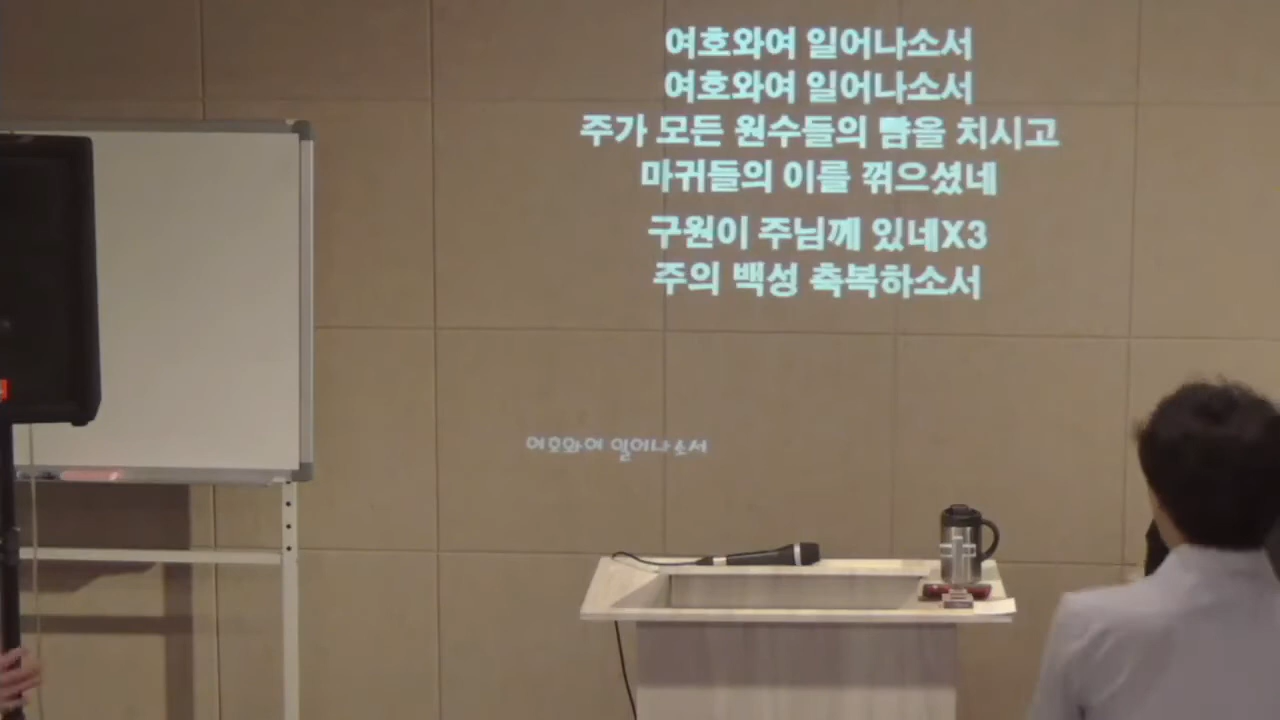 여호와여 일어나소서
여호와여 일어나소서
주가 모든 원수들의 뺨을 치시고
마귀들의 이를 꺾으셨네
구원이 주님께 있네X3
주의 백성 축복하소서
여호와여 일어나소서